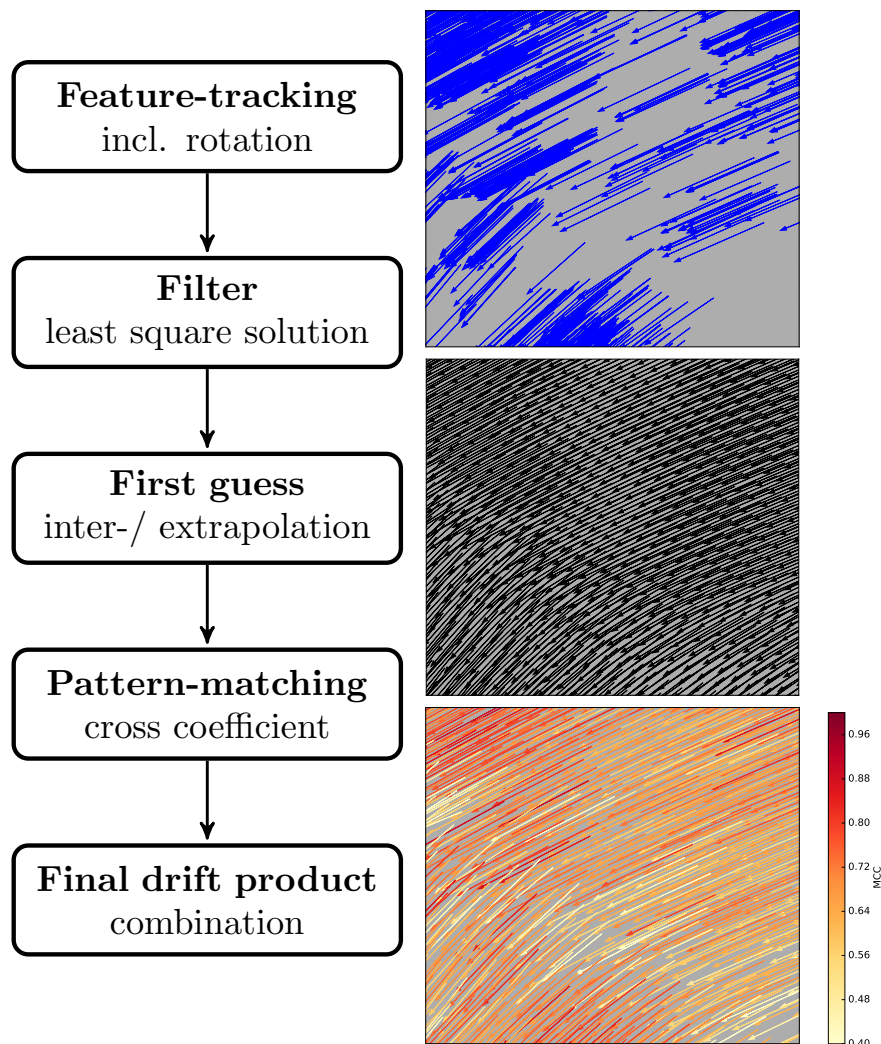 Feature-tracking
incl. rotation
Filter
least square solution
First guess
inter-/ extrapolation
Pattern-matching
cross coefficient
Final drift product
combination
0.96
0.88
0.80
0.72
0.64
0.56
0.48
0.40
MCC